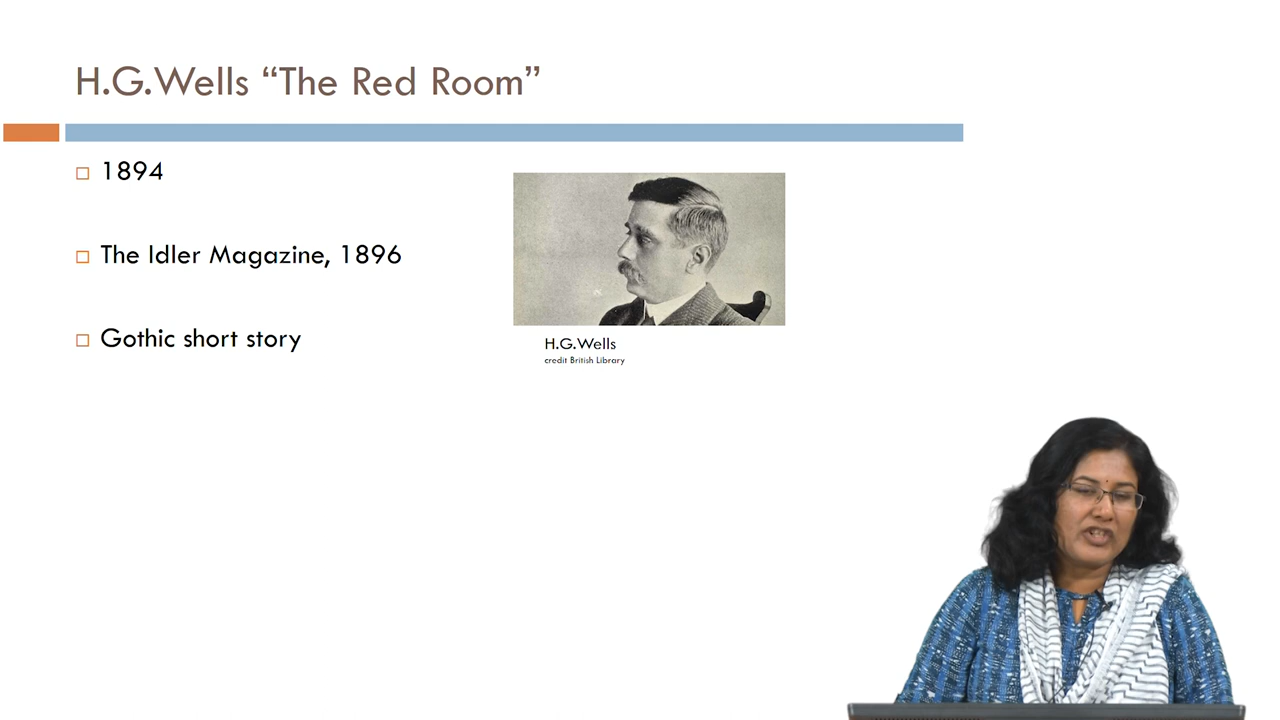 H.G.Wells “The Red Room”
1894
The Idler Magazine, 1896
Gothic short story
H.G.Wells
credit British Library